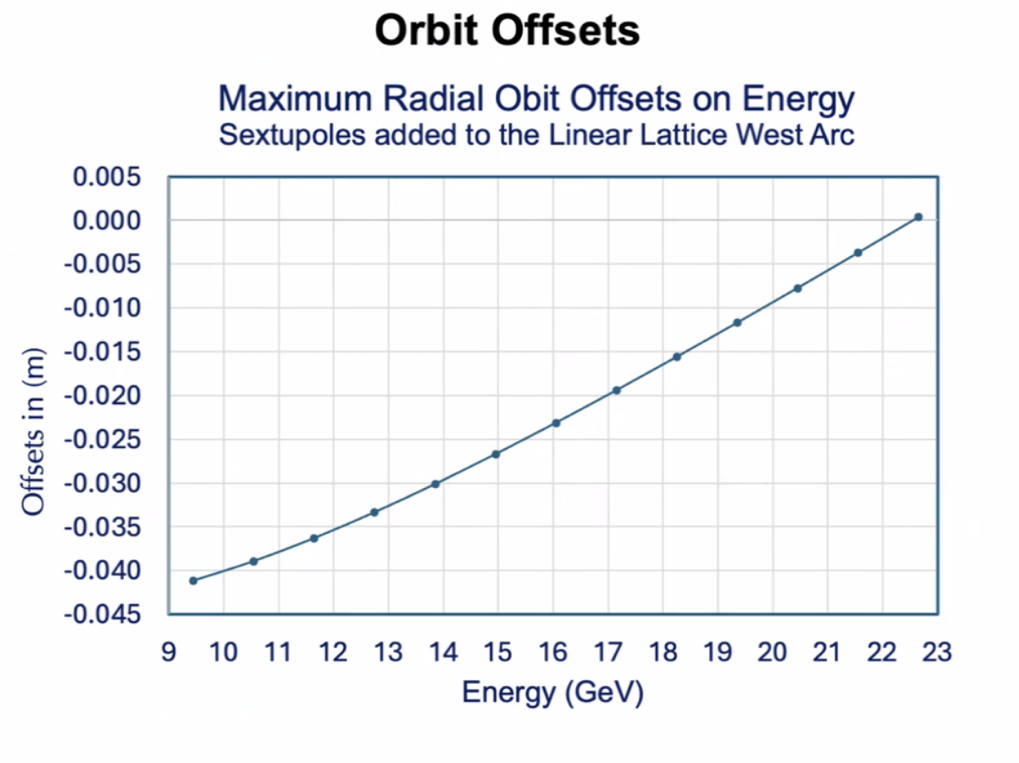 Orbit Offsets
Maximum Radial Obit Offsets on Energy
Sextupoles added to the Linear Lattice West Arc
0.005
0.000
-0.005
-0.010
-0.015
-0.020
-0.025
-0.030
-0.035
-0.040
-0.045
Offsets in (m)
9 10 11 12 13 14 15 16 17 18 19 20 21 22 23
Energy (GeV)